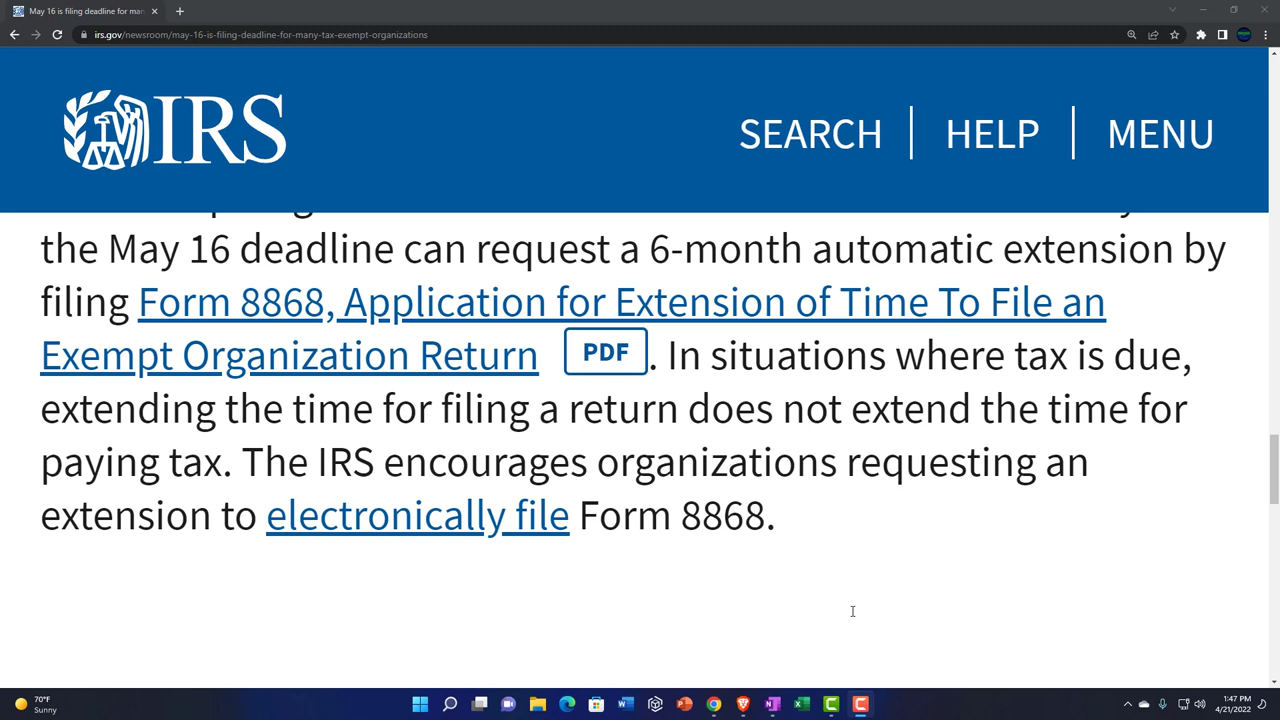 May 16 is filing deadline for man
irs.gov/newsroom/may-16-is-filing-deadline-for-many-tax-exempt-organizations
IRS
SEARCH
HELP
MENU
the May 16 deadline can request a 6-month automatic extension by
filing Form 8868, Application for Extension of Time To File an
Exempt Organization Return PDF. In situations where tax is due,
extending the time for filing a return does not extend the time for
paying tax. The IRS encourages organizations requesting an
extension to electronically file Form 8868.
70°F
Sunny
1:47 PM
4/21/2022